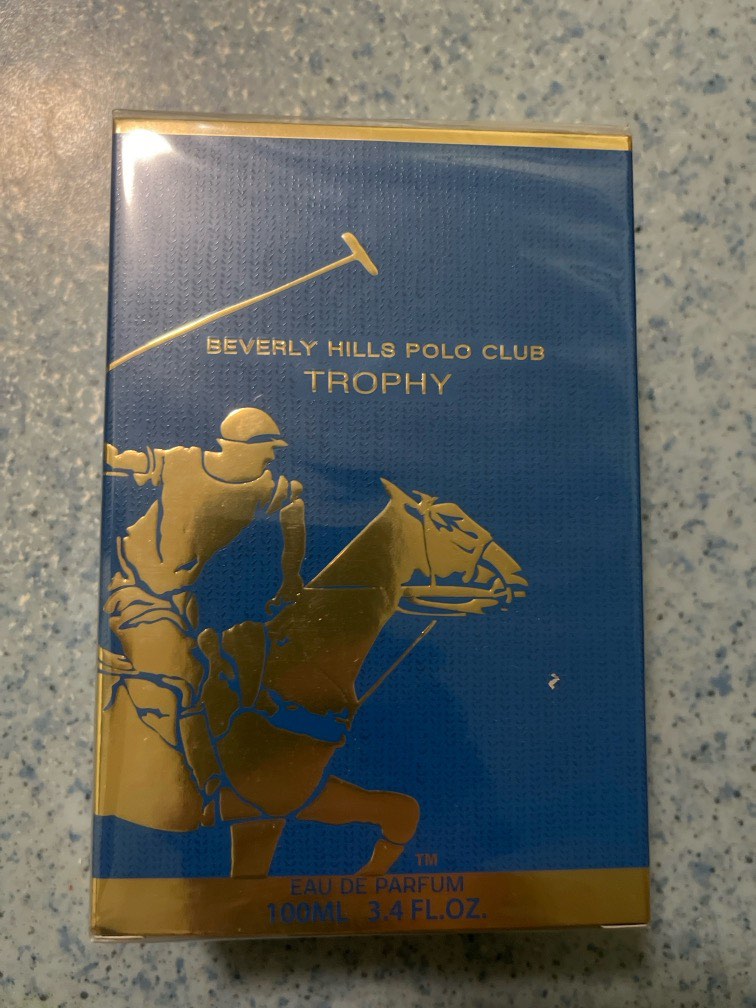 BEVERLY HILLS POLO CLUB
TROPHY
TM
EAU DE PARFUM
100ML 3.4 FL.OZ.